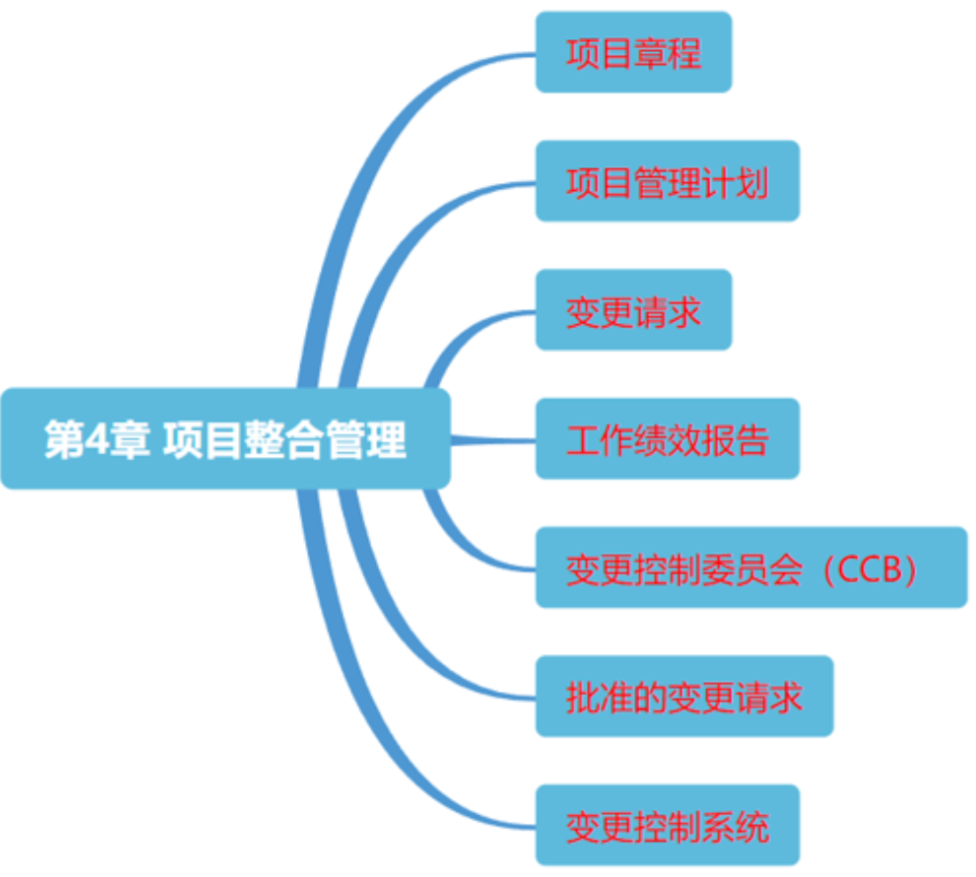 项目章程
项目管理计划
变更请求
第4章 项目整合管理
工作绩效报告
变更控制委员会（CCB）
批准的变更请求
变更控制系统